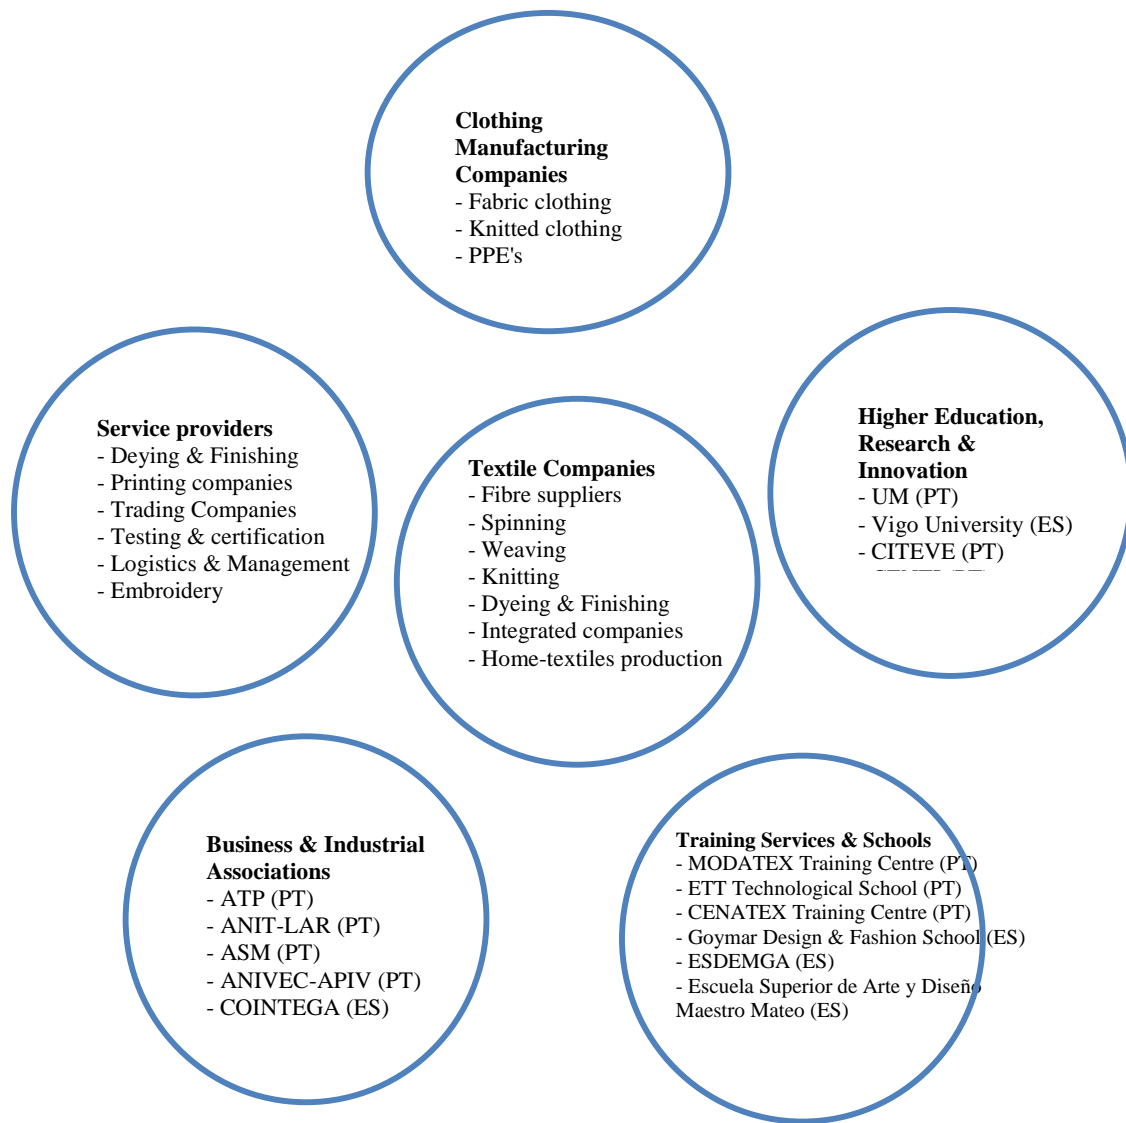 Clothing
Manufacturing
Companies
- Fabric clothing
- Knitted clothing
- PPE's
Service providers
- Deying & Finishing
- Printing companies
- Trading Companies
- Testing & certification
- Logistics & Management
- Embroidery
Textile Companies
- Fibre suppliers
- Spinning
- Weaving
- Knitting
- Dyeing & Finishing
- Integrated companies
- Home-textiles production
Higher Education,
Research &
Innovation
- UM (PT)
- Vigo University (ES)
- CITEVE (PT)
Business & Industrial
Associations
- ATP (PT)
- ANIT-LAR (PT)
- ASM (PT)
- ANIVEC-APIV (PT)
- COINTEGA (ES)
Training Services & Schools
- MODATEX Training Centre (PT)
- ETT Technological School (PT)
- CENATEX Training Centre (PT)
- Goymar Design & Fashion School (ES)
- ESDEMGA (ES)
- Escuela Superior de Arte y Diseño
Maestro Mateo (ES)